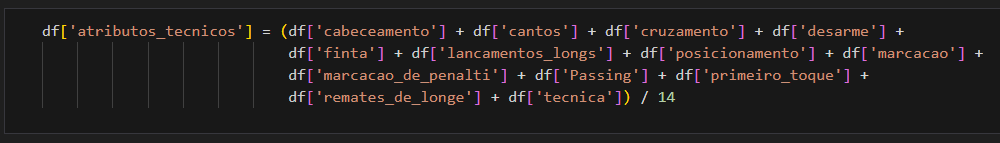 df['atributos_tecnicos'] = (df['cabeceamento'] + df['cantos'] + df['cruzamento'] + df['desarme'] +
df['finta'] + df['lancamentos_longs'] + df['posicionamento'] + df['marcacao'] +
df['marcacao_de_penalti'] + df['Passing'] + df['primeiro_toque'] +
df['remates_de_longe'] + df['tecnica']) / 14